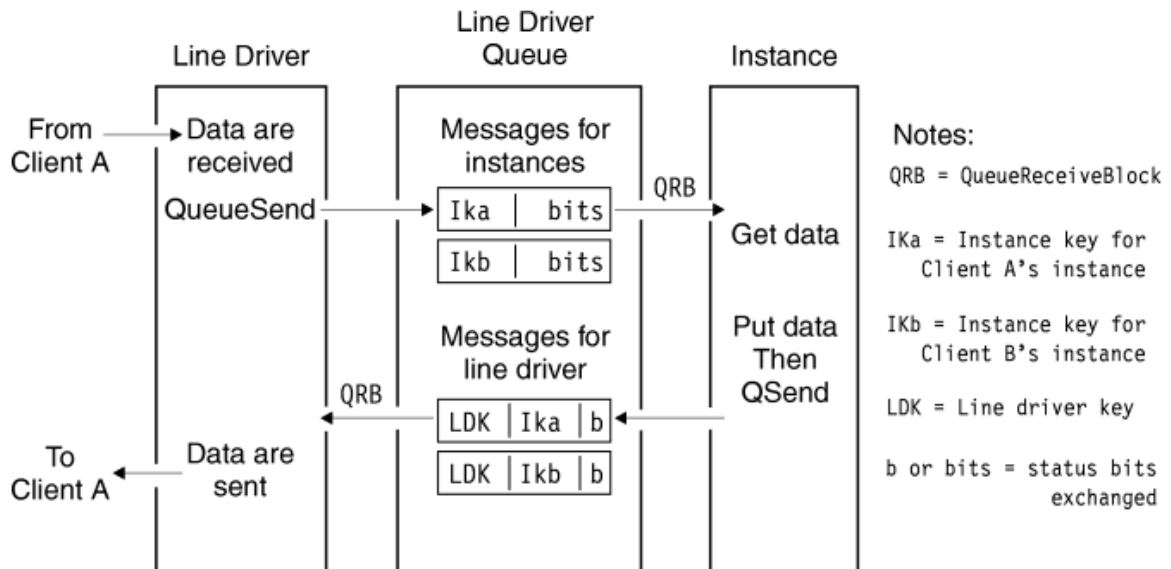 Line Driver
Line Driver
Queue
Instance
From
Client A
Data are
received
QueueSend
Messages for
instances
Ika | bits
Ikb | bits
QRB
Get data
Put data
Then
QSend
Messages for
line driver
LDK | Ika | b
LDK | Ikb | b
QRB
To
Client A
Data are
sent
Notes:
QRB = QueueReceiveBlock
IKa = Instance key for
Client A's instance
IKb = Instance key for
Client B's instance
LDK = Line driver key
b or bits = status bits
exchanged